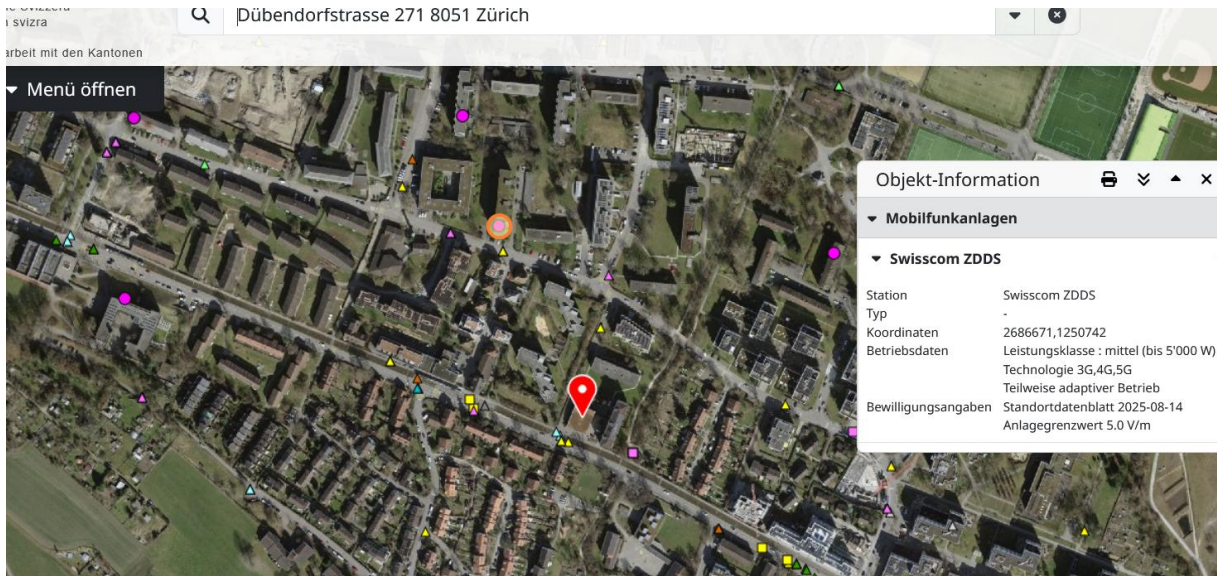 svizra
Dübendorfstrasse 271 8051 Zürich
arbeit mit den Kantonen
Menü öffnen
Objekt-Information
Mobilfunkanlagen
Swisscom ZDDS
Station Swisscom ZDDS
Typ -
Koordinaten 2686671,1250742
Betriebsdaten Leistungsklasse : mittel (bis 5'000 W)
Technologie 3G,4G,5G
Teilweise adaptiver Betrieb
Bewilligungsangaben Standortdatenblatt 2025-08-14
Anlagegrenzwert 5.0 V/m